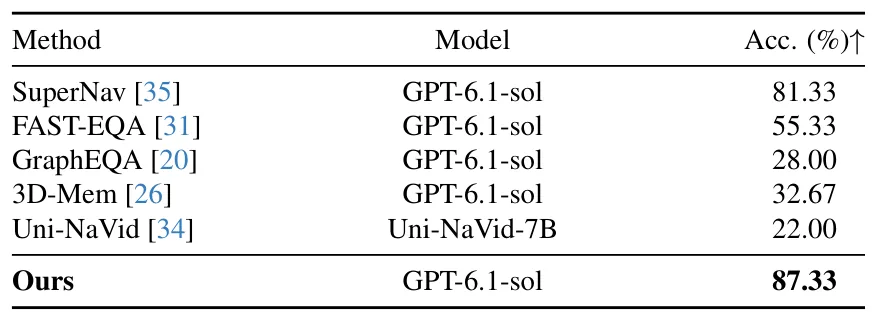 Method Model Acc. (%)↑
SuperNav [35] GPT-6.1-sol 81.33
FAST-EQA [31] GPT-6.1-sol 55.33
GraphEQA [20] GPT-6.1-sol 28.00
3D-Mem [26] GPT-6.1-sol 32.67
Uni-NaVid [34] Uni-NaVid-7B 22.00
Ours GPT-6.1-sol 87.33